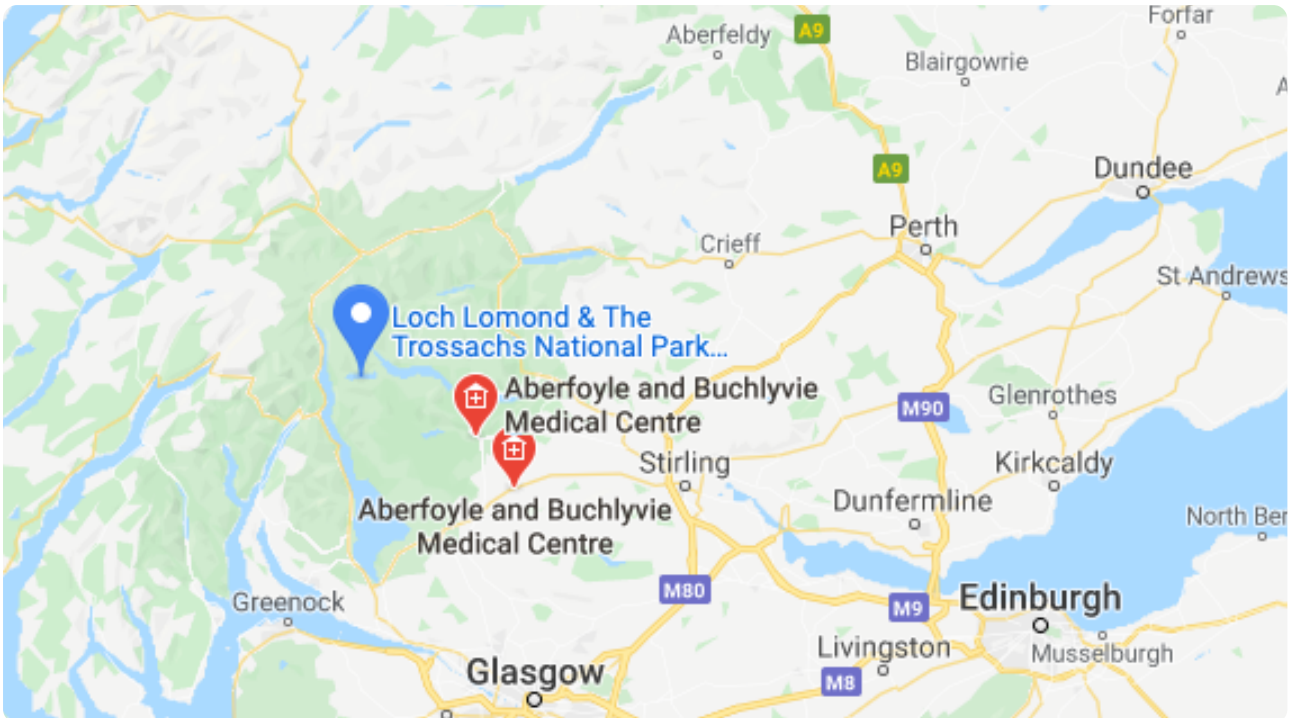 Forfar
Aberfeldy
A9
Blairgowrie
Dundee
A9
Perth
Crieff
St Andrews
Loch Lomond & The
Trossachs National Park...
Aberfoyle and Buchlyvie
Medical Centre
Glenrothes
M90
Stirling
Kirkcaldy
Dunfermline
Aberfoyle and Buchlyvie
Medical Centre
North Ber
M80
Greenock
M9
Edinburgh
Livingston
Musselburgh
Glasgow
M8